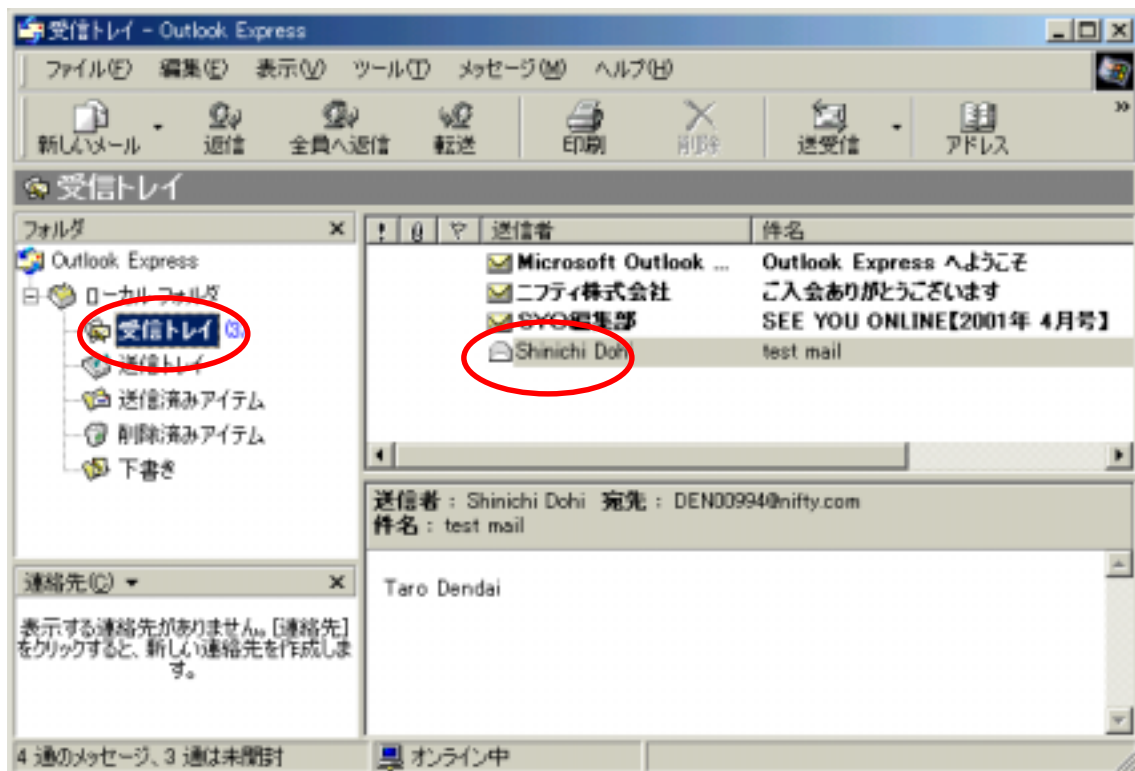 受信トレイ - Outlook Express
ファイル(F) 編集(E) 表示(V) ツール(T) メッセージ(M) ヘルプ(H)
新しいメール 返信 全員へ返信 転送 印刷 削除 送受信 アドレス »
受信トレイ
フォルダ
! 送信者 件名
Outlook Express
ローカル フォルダ
受信トレイ (3)
送信トレイ
送信済みアイテム
削除済みアイテム
下書き
Microsoft Outlook ... Outlook Express へようこそ
ニフティ株式会社 ご入会ありがとうございます
SYO編集部 SEE YOU ONLINE【2001年 4月号】
Shinichi Dohi test mail
送信者 : Shinichi Dohi 宛先 : DEN00994@nifty.com
件名 : test mail
Taro Dendai
連絡先(C)
表示する連絡先がありません。[連絡先]
をクリックすると、新しい連絡先を作成しま
す。
4 通のメッセージ、3 通は未開封 オンライン中